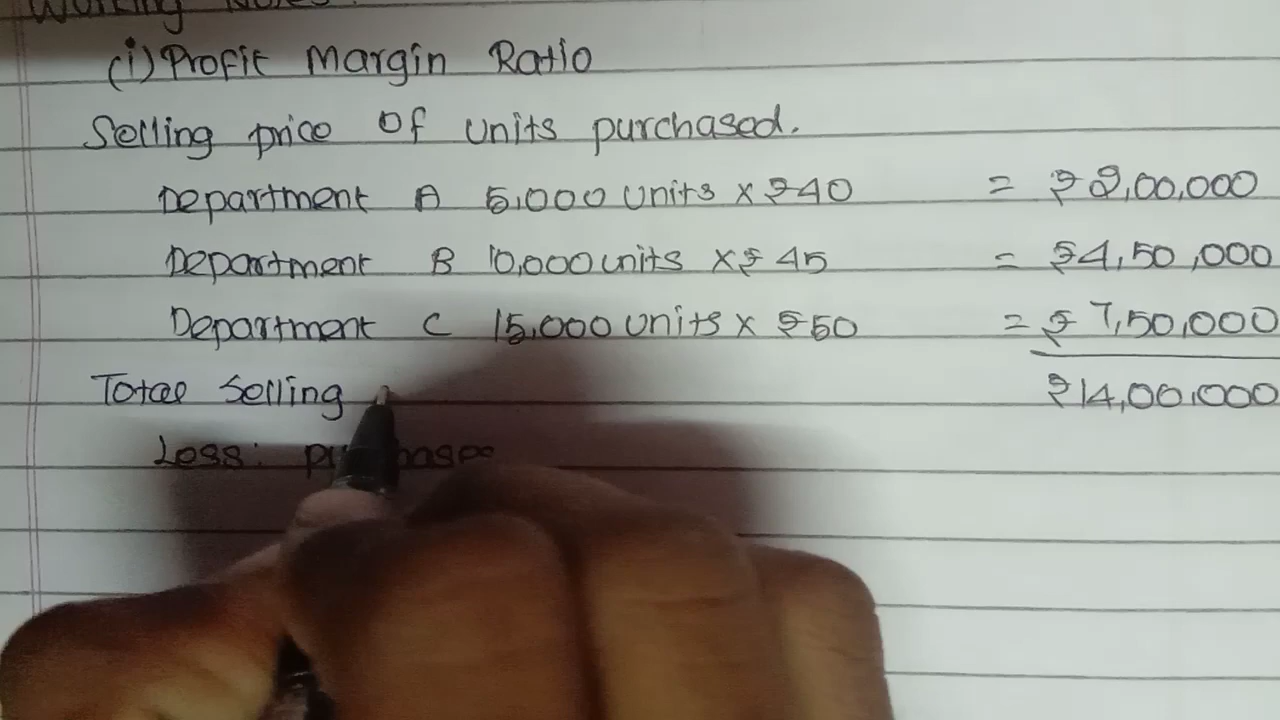 Working Notes:
(i) Profit Margin Ratio
Selling price of units purchased.
Department A 5,000 units × ₹40 = ₹2,00,000
Department B 10,000 units × ₹45 = ₹4,50,000
Department C 15,000 units × ₹50 = ₹7,50,000
Total Selling ₹14,00,000
Less: